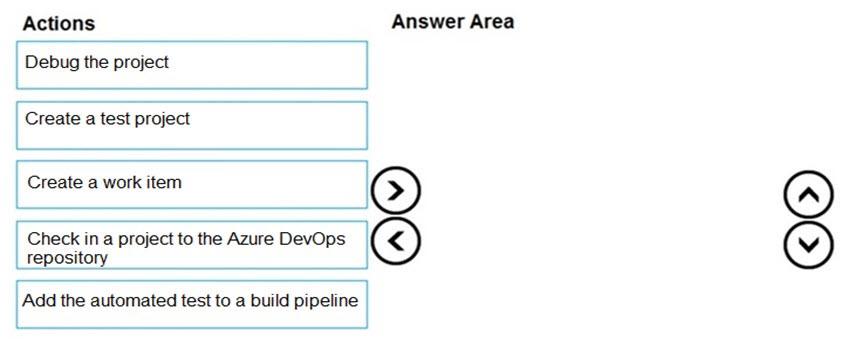 Actions
Answer Area
Debug the project
Create a test project
Create a work item
Check in a project to the Azure DevOps
repository
Add the automated test to a build pipeline